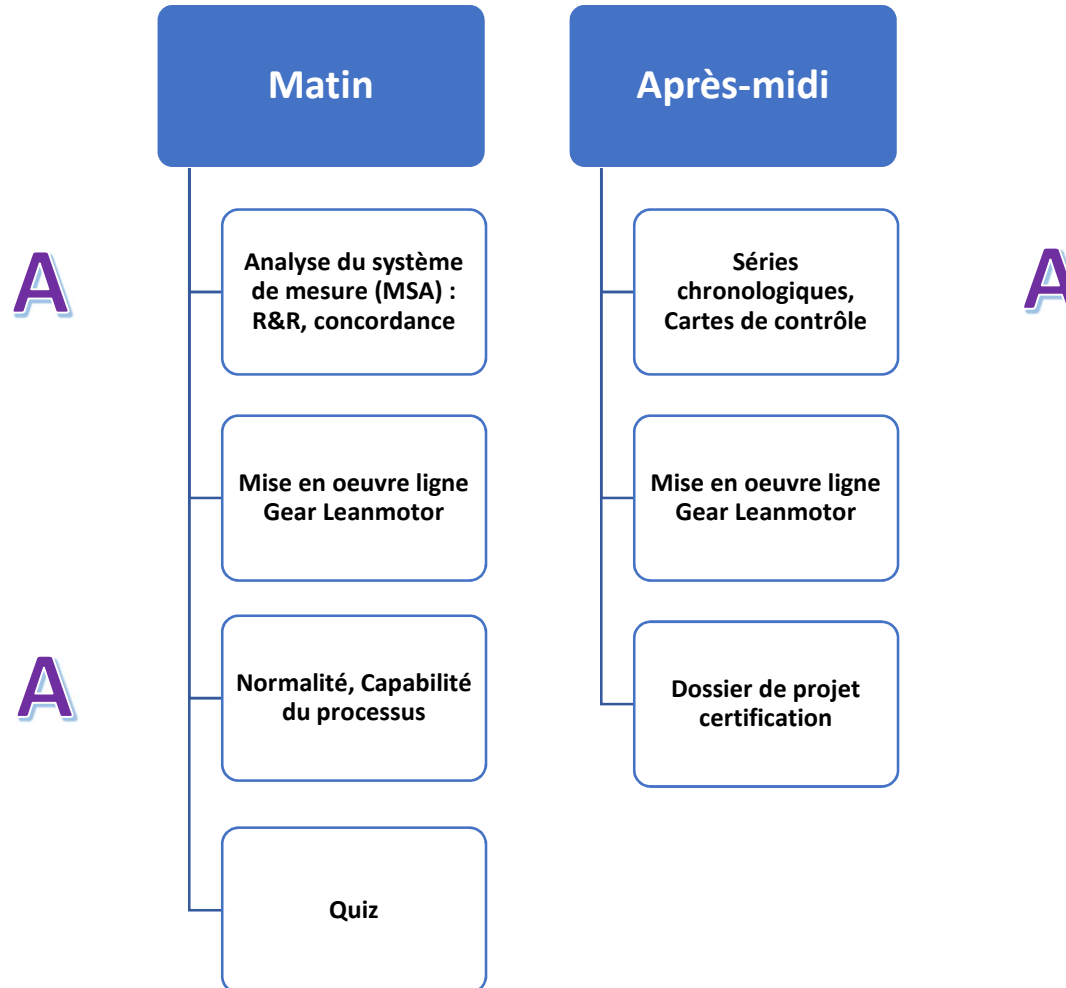 Matin
A
Analyse du système
de mesure (MSA) :
R&R, concordance
Mise en oeuvre ligne
Gear Leanmotor
A
Normalité, Capabilité
du processus
Quiz
Après-midi
Séries
chronologiques,
Cartes de contrôle
A
Mise en oeuvre ligne
Gear Leanmotor
Dossier de projet
certification